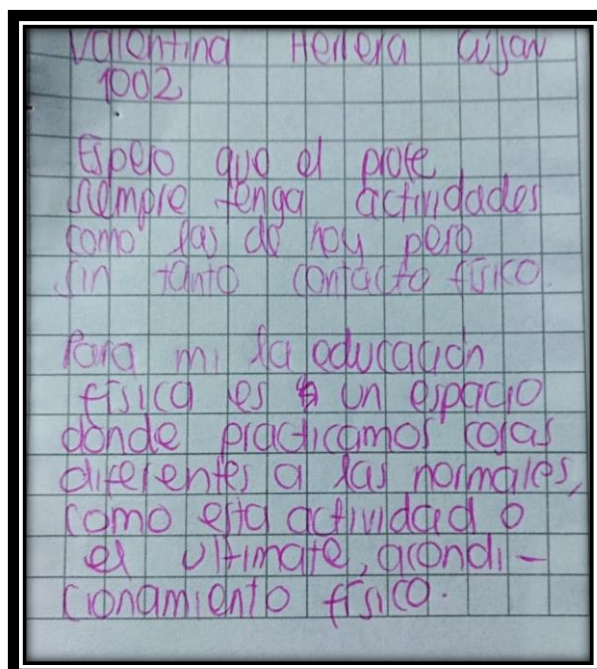 Valentina Herrera
1002
Espero que el profe
siempre tenga actividades
como las de hoy pero
sin tanto contacto físico.
Para mi la educación
física es un espacio
donde practicamos cosas
diferentes a las normales,
como esta actividad o
el ultimate, acondi-
cionamiento físico.